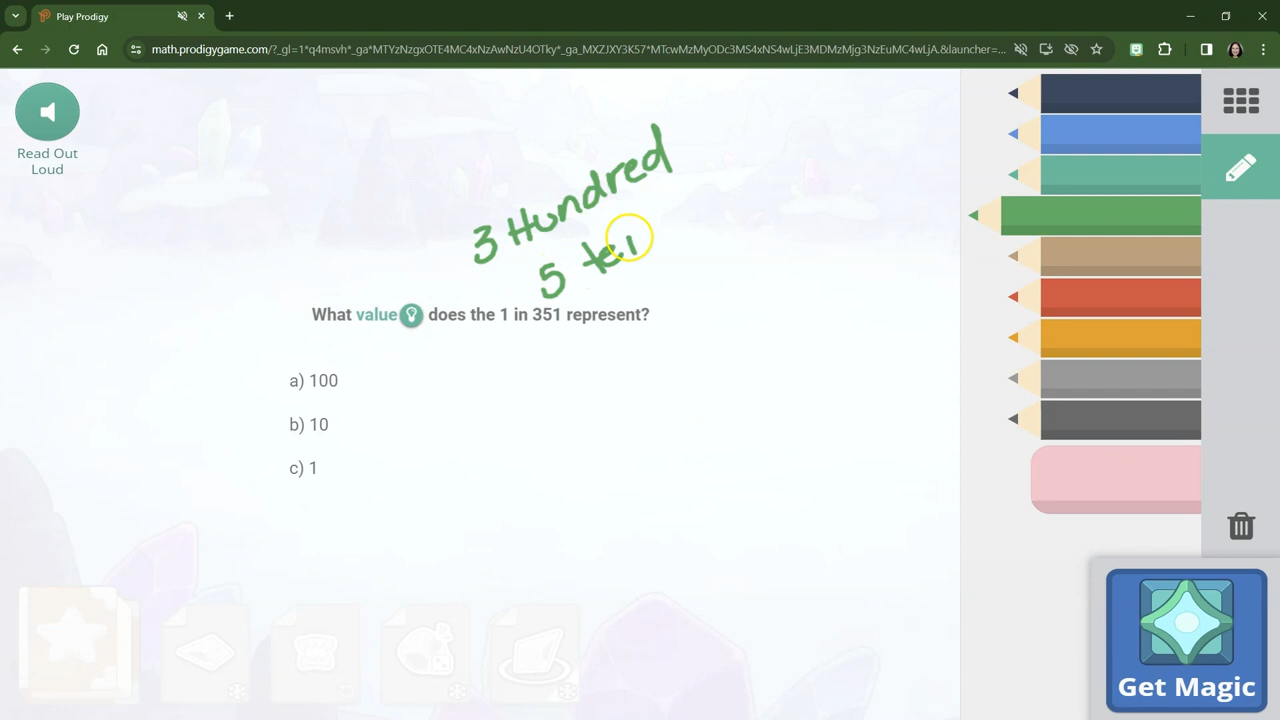 Play Prodigy
math.prodigygame.com/?_gl=1*q4msvh*_ga*MTYzNzgxOTE4MC4xNzAwNzU4OTky*_ga_MXZJXY3K57*MTcwMzMyODc3MS4xNS4wLjE3MDMzMjg3NzEuMC4wLjA.&launcher=...
Read Out
Loud
3 Hundred
5
What value does the 1 in 351 represent?
a) 100
b) 10
c) 1
Get Magic